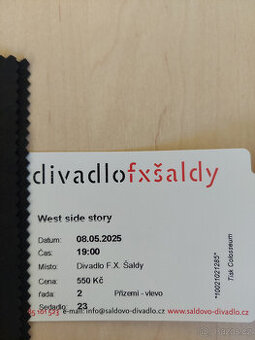 divadlofxšaldy
West side story
Datum: 08.05.2025
Čas: 19:00
Místo: Divadlo F.X. Šaldy
Cena: 550 Kč
řada: 2 Přízemí - vlevo
Sedadlo: 23
e-mail: info@saldovo-divadlo.cz www.saldovo-divadlo.cz
*10021021285*
Tisk Colosseum